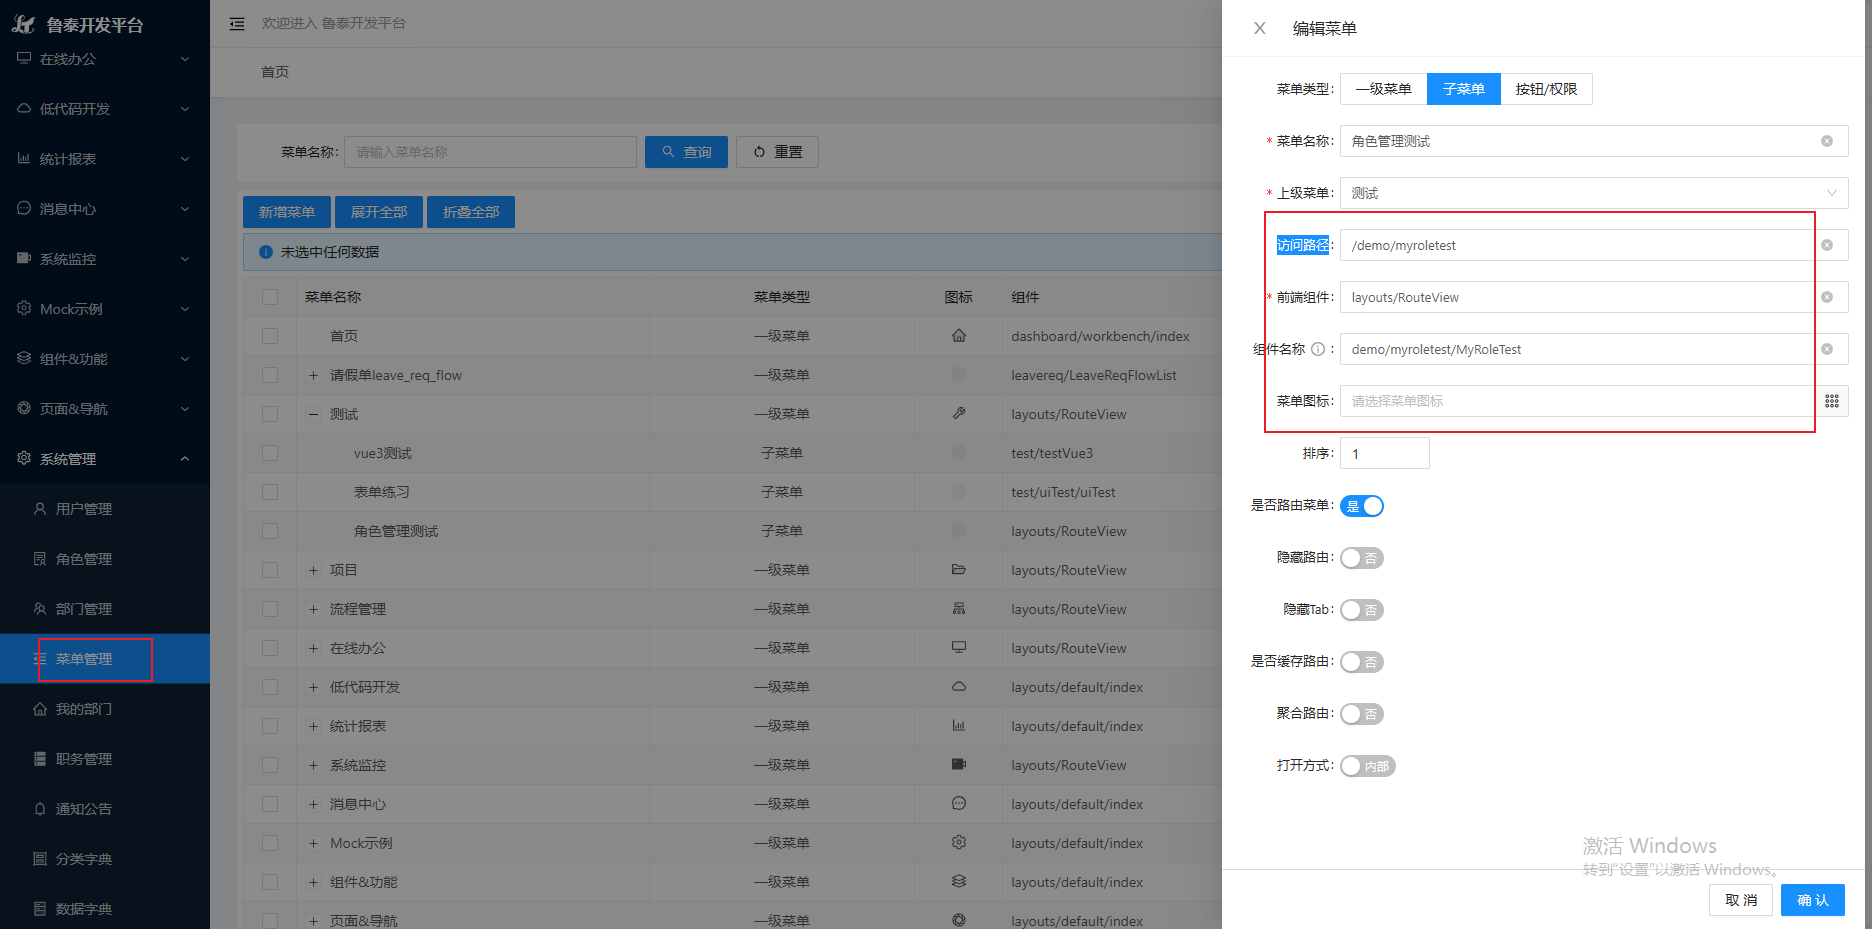 鲁泰开发平台
在线办公
低代码开发
统计报表
消息中心
系统监控
Mock示例
组件&功能
页面&导航
系统管理
用户管理
角色管理
部门管理
菜单管理
我的部门
职务管理
通知公告
分类字典
数据字典
欢迎进入 鲁泰开发平台
首页
菜单名称: 请输入菜单名称 查询 重置
新增菜单 展开全部 折叠全部
未选中任何数据
菜单名称 菜单类型 图标 组件
首页 一级菜单 dashboard/workbench/index
+ 请假单leave_req_flow 一级菜单 leavereq/LeaveReqFlowList
− 测试 一级菜单 layouts/RouteView
vue3测试 子菜单 test/testVue3
表单练习 子菜单 test/uiTest/uiTest
角色管理测试 子菜单 layouts/RouteView
+ 项目 一级菜单 layouts/RouteView
+ 流程管理 一级菜单 layouts/RouteView
+ 在线办公 一级菜单 layouts/RouteView
+ 低代码开发 一级菜单 layouts/default/index
+ 统计报表 一级菜单 layouts/default/index
+ 系统监控 一级菜单 layouts/RouteView
+ 消息中心 一级菜单 layouts/default/index
+ Mock示例 一级菜单 layouts/default/index
+ 组件&功能 一级菜单 layouts/default/index
+ 页面&导航 一级菜单 layouts/default/index
编辑菜单
菜单类型: 一级菜单 子菜单 按钮/权限
* 菜单名称: 角色管理测试
* 上级菜单: 测试
访问路径: /demo/myroletest
* 前端组件: layouts/RouteView
组件名称 : demo/myroletest/MyRoleTest
菜单图标: 请选择菜单图标
排序: 1
是否路由菜单: 是
隐藏路由: 否
隐藏Tab: 否
是否缓存路由: 否
聚合路由: 否
打开方式: 内部
激活 Windows
转到“设置”以激活 Windows。
取 消 确 认